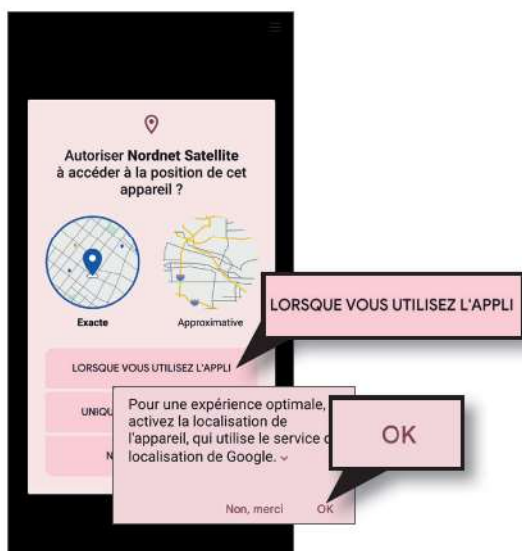 Autoriser Nordnet Satellite
à accéder à la position de cet
appareil ?
Exacte
Approximative
LORSQUE VOUS UTILISEZ L'APPLI
LORSQUE VOUS UTILISEZ L'APPLI
Pour une expérience optimale,
activez la localisation de
l'appareil, qui utilise le service
localisation de Google.
OK
Non, merci
OK